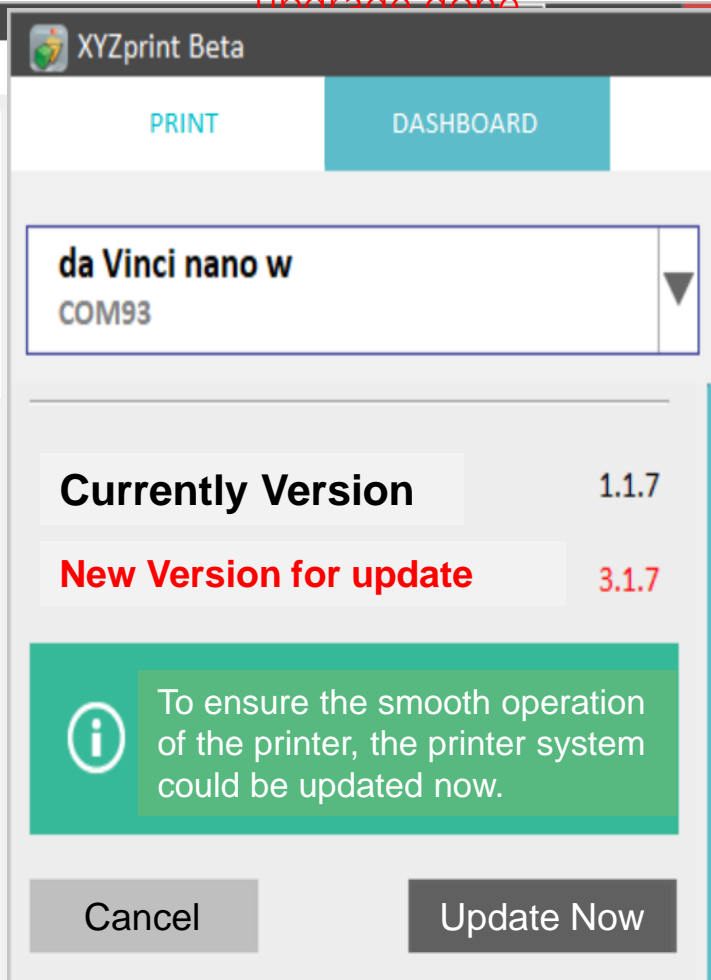 upgrade done
XYZprint Beta
PRINT DASHBOARD
da Vinci nano w
COM93
Currently Version 1.1.7
New Version for update 3.1.7
To ensure the smooth operation
of the printer, the printer system
could be updated now.
Cancel Update Now